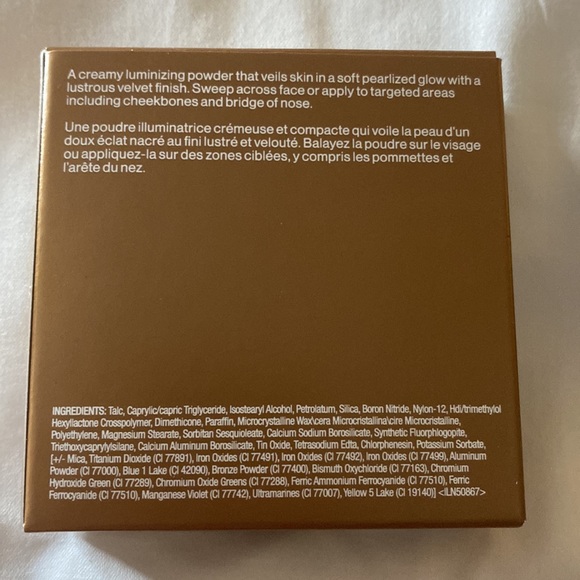 A creamy luminizing powder that veils skin in a soft pearlized glow with a
lustrous velvet finish. Sweep across face or apply to targeted areas
including cheekbones and bridge of nose.
Une poudre illuminatrice crémeuse et compacte qui voile la peau d'un
doux éclat nacré au fini lustré et velouté. Balayez la poudre sur le visage
ou appliquez-la sur des zones ciblées, y compris les pommettes et
l'arête du nez.
INGREDIENTS: Talc, Caprylic/capric Triglyceride, Isostearyl Alcohol, Petrolatum, Silica, Boron Nitride, Nylon-12, Hdi/trimethylol
Hexyllactone Crosspolymer, Dimethicone, Paraffin, Microcrystalline Wax\cera Microcristallina\cire Microcristalline,
Polyethylene, Magnesium Stearate, Sorbitan Sesquioleate, Calcium Sodium Borosilicate, Synthetic Fluorphlogopite,
Triethoxycaprylylsilane, Calcium Aluminum Borosilicate, Tin Oxide, Tetrasodium Edta, Chlorphenesin, Potassium Sorbate,
[+/- Mica, Titanium Dioxide (CI 77891), Iron Oxides (CI 77491), Iron Oxides (CI 77492), Iron Oxides (CI 77499), Aluminum
Powder (CI 77000), Blue 1 Lake (CI 42090), Bronze Powder (CI 77400), Bismuth Oxychloride (CI 77163), Chromium
Hydroxide Green (CI 77289), Chromium Oxide Greens (CI 77288), Ferric Ammonium Ferrocyanide (CI 77510), Ferric
Ferrocyanide (CI 77510), Manganese Violet (CI 77742), Ultramarines (CI 77007), Yellow 5 Lake (CI 19140)] <ILN50867>